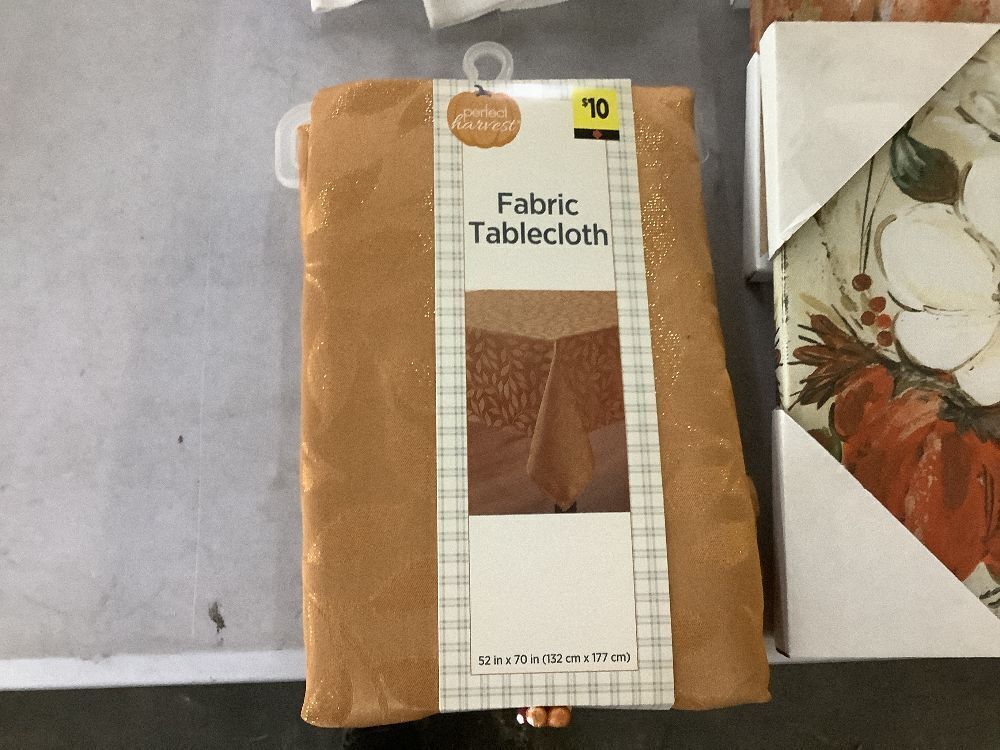 perfect
harvest
$10
Fabric
Tablecloth
52 in x 70 in (132 cm x 177 cm)